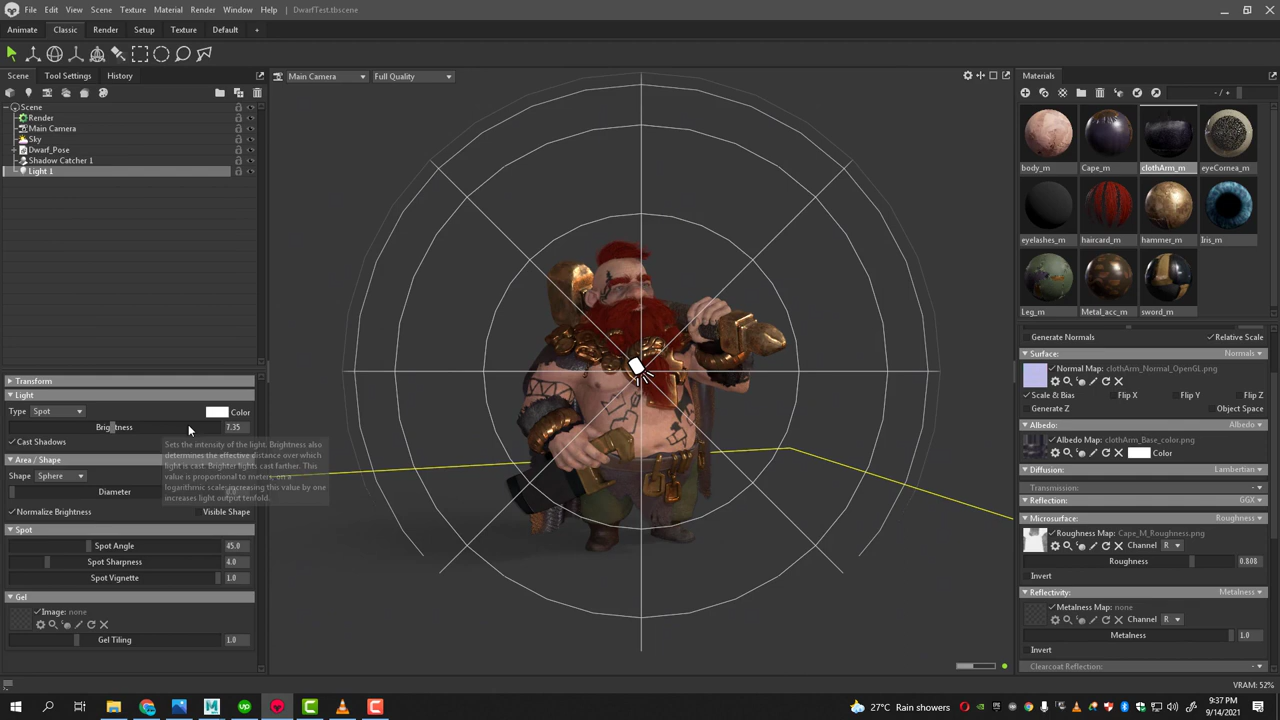 File Edit View Scene Texture Material Render Window Help DwarfTest.tbscene
Animate Classic Render Setup Texture Default +
Scene Tool Settings History
Main Camera Full Quality
Materials
- / +
Scene
Render
Main Camera
Sky
Dwarf_Pose
Shadow Catcher 1
Light 1
body_m Cape_m clothArm_m eyeCornea_m
eyelashes_m haircard_m hammer_m Iris_m
Leg_m Metal_acc_m sword_m
Transform
Light
Type Spot Color
Brightness 7.35
Cast Shadows
Sets the intensity of the light. Brightness also
determines the effective distance over which
light is cast. Brighter lights cast farther. This
value is proportional to meters, on a
logarithmic scale; increasing this value by one
increases light output tenfold.
Area / Shape
Shape Sphere
Diameter
Normalize Brightness Visible Shape
Spot
Spot Angle 45.0
Spot Sharpness 4.0
Spot Vignette 1.0
Gel
Image: none
Gel Tiling 1.0
Generate Normals Relative Scale
Surface: Normals
Normal Map: clothArm_Normal_OpenGL.png
Scale & Bias Flip X Flip Y Flip Z
Generate Z Object Space
Albedo: Albedo
Albedo Map: clothArm_Base_color.png
Color
Diffusion: Lambertian
Transmission: -
Reflection: GGX
Microsurface: Roughness
Roughness Map: Cape_M_Roughness.png
Channel R
Roughness 0.808
Invert
Reflectivity: Metalness
Metalness Map: none
Channel R
Metalness 1.0
Invert
Clearcoat Reflection: -
VRAM: 52%
27°C Rain showers
9:37 PM
9/14/2021